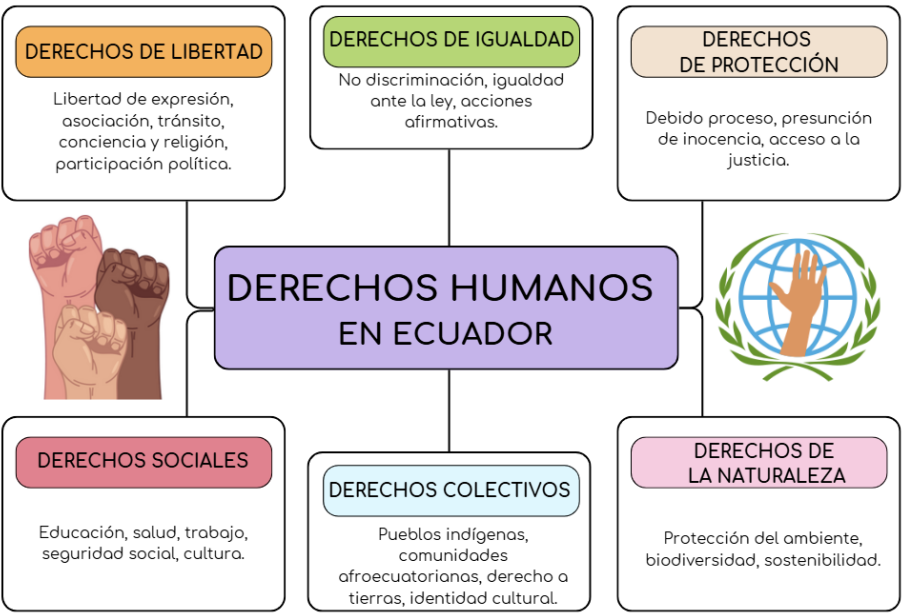 DERECHOS DE LIBERTAD
Libertad de expresión,
asociación, tránsito,
conciencia y religión,
participación política.
DERECHOS DE IGUALDAD
No discriminación, igualdad
ante la ley, acciones
afirmativas.
DERECHOS
DE PROTECCIÓN
Debido proceso, presunción
de inocencia, acceso a la
justicia.
DERECHOS HUMANOS
EN ECUADOR
DERECHOS SOCIALES
Educación, salud, trabajo,
seguridad social, cultura.
DERECHOS COLECTIVOS
Pueblos indígenas,
comunidades
afroecuatorianas, derecho a
tierras, identidad cultural.
DERECHOS DE
LA NATURALEZA
Protección del ambiente,
biodiversidad, sostenibilidad.